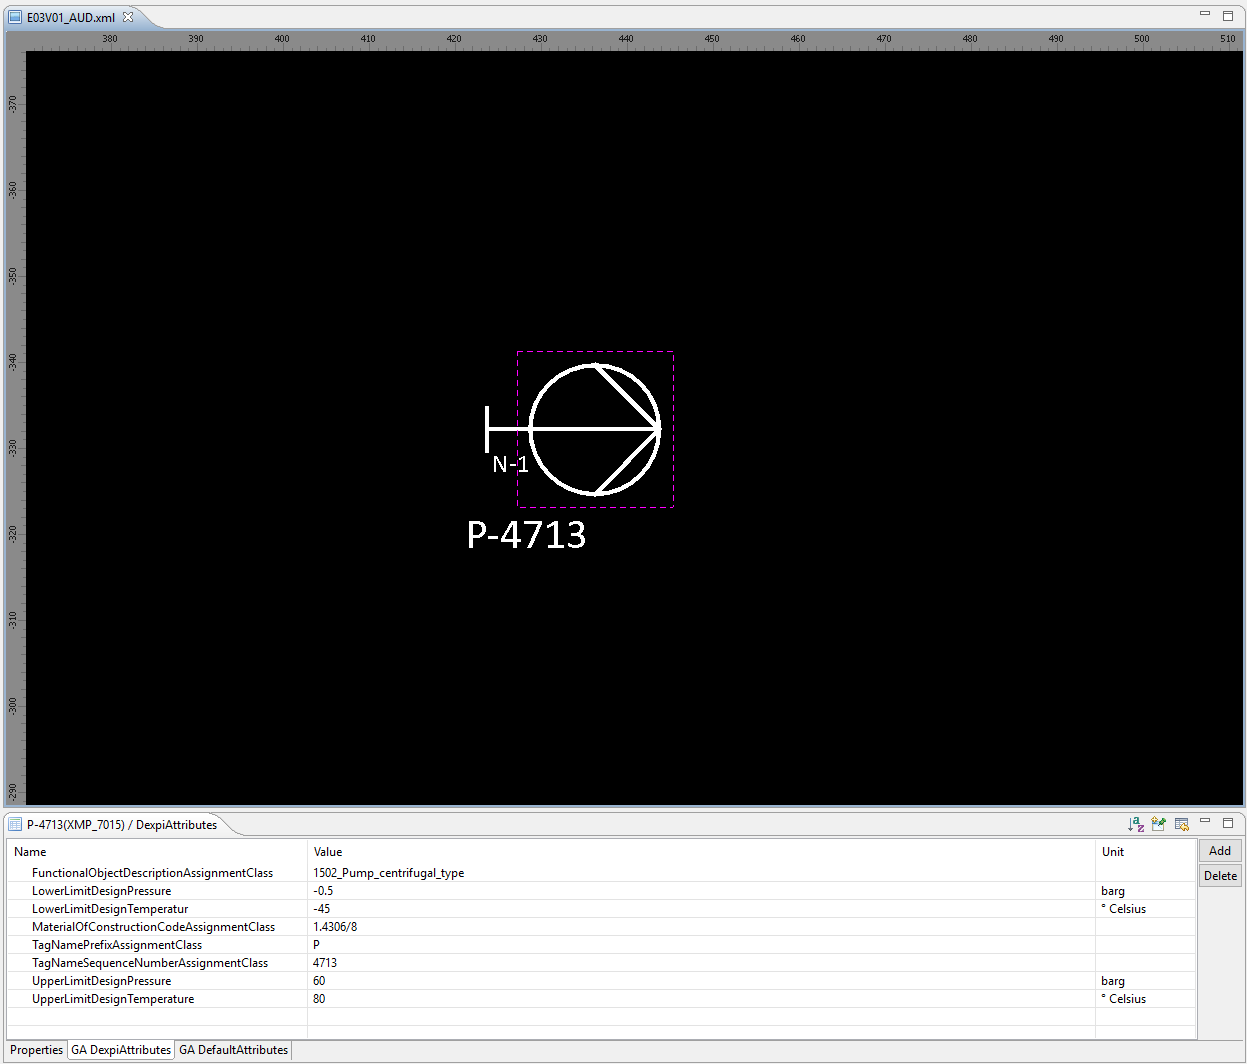 E03V01_AUD.xml
380 390 400 410 420 430 440 450 460 470 480 490 500 510
-370
-360
-350
-340
-330
-320
-310
-300
-290
N-1
P-4713
P-4713(XMP_7015) / DexpiAttributes
Name Value Unit Add
FunctionalObjectDescriptionAssignmentClass 1502_Pump_centrifugal_type Delete
LowerLimitDesignPressure -0.5 barg
LowerLimitDesignTemperatur -45 ° Celsius
MaterialOfConstructionCodeAssignmentClass 1.4306/8
TagNamePrefixAssignmentClass P
TagNameSequenceNumberAssignmentClass 4713
UpperLimitDesignPressure 60 barg
UpperLimitDesignTemperature 80 ° Celsius
Properties GA DexpiAttributes GA DefaultAttributes